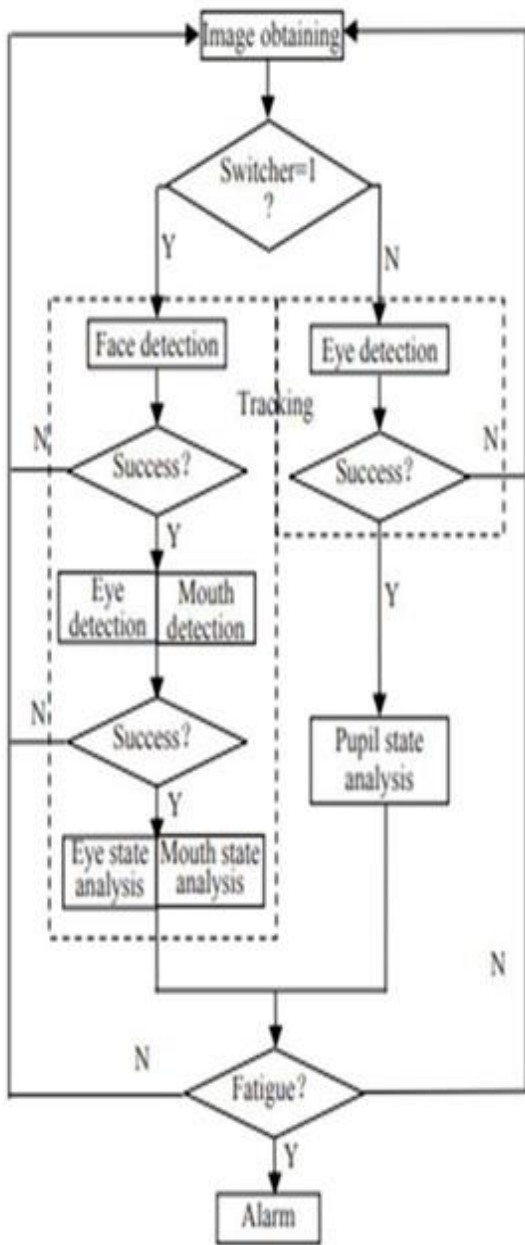 Image obtaining
Switcher=1
?
Y
N
Face detection
Eye detection
Tracking
N
Success?
Success?
N
Y
Y
Eye
detection
Mouth
detection
N
Success?
Y
Pupil state
analysis
Eye state
analysis
Mouth state
analysis
N
N
Fatigue?
Y
Alarm